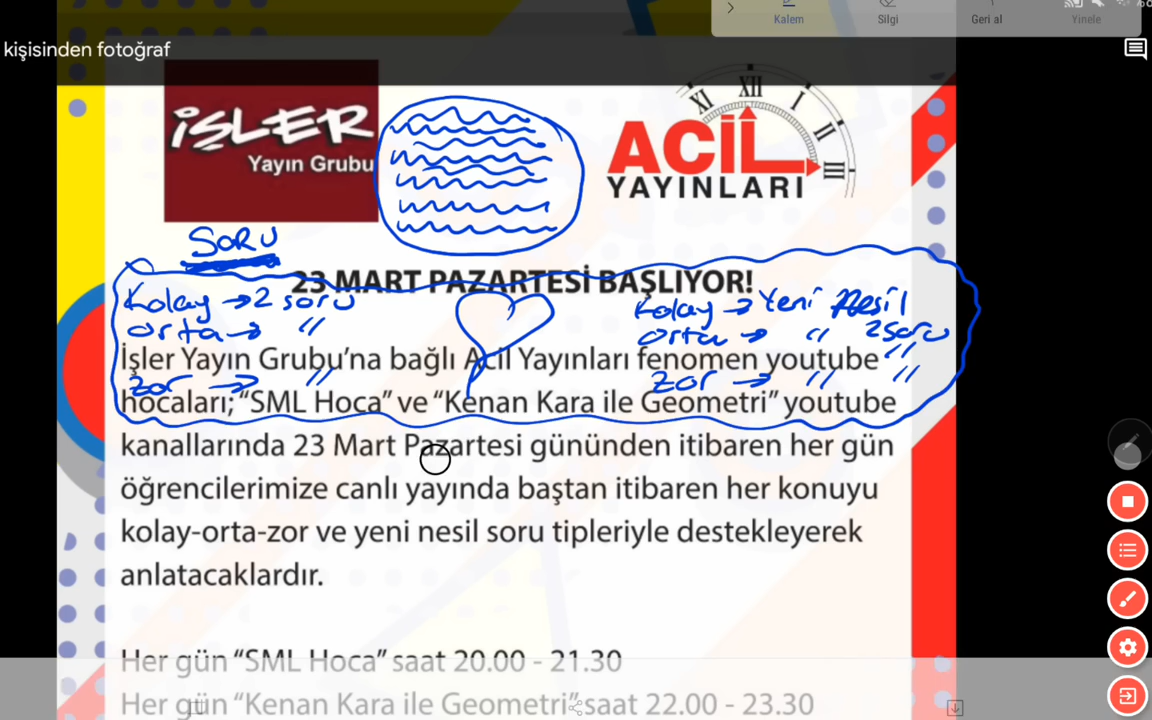 Kalem
Silgi
Geri al
Yinele
kişisinden fotoğraf
İŞLER
Yayın Grubu
XI XII I II III
ACİL
YAYINLARI
SORU
23 MART PAZARTESİ BAŞLIYOR!
Kolay → 2 soru
Kolay → Yeni Nesil
orta → "
orta → " 2 soru
İşler Yayın Grubu’na bağlı Acil Yayınları fenomen youtube
zor → "
zor → " "
hocaları; “SML Hoca” ve “Kenan Kara ile Geometri” youtube
kanallarında 23 Mart Pazartesi gününden itibaren her gün
öğrencilerimize canlı yayında baştan itibaren her konuyu
kolay-orta-zor ve yeni nesil soru tipleriyle destekleyerek
anlatacaklardır.
Her gün “SML Hoca” saat 20.00 - 21.30
Her gün “Kenan Kara ile Geometri” saat 22.00 - 23.30